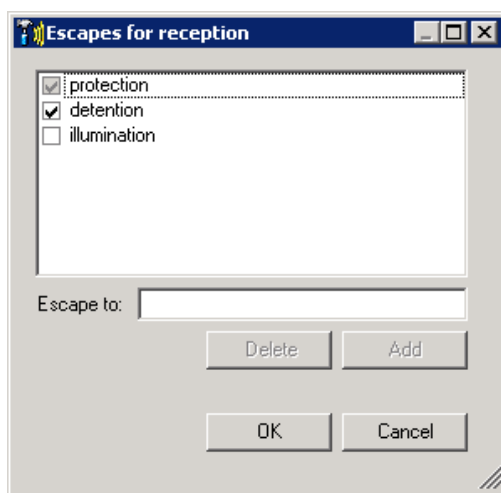 Escapes for reception
protection
detention
illumination
Escape to:
Delete Add
OK Cancel